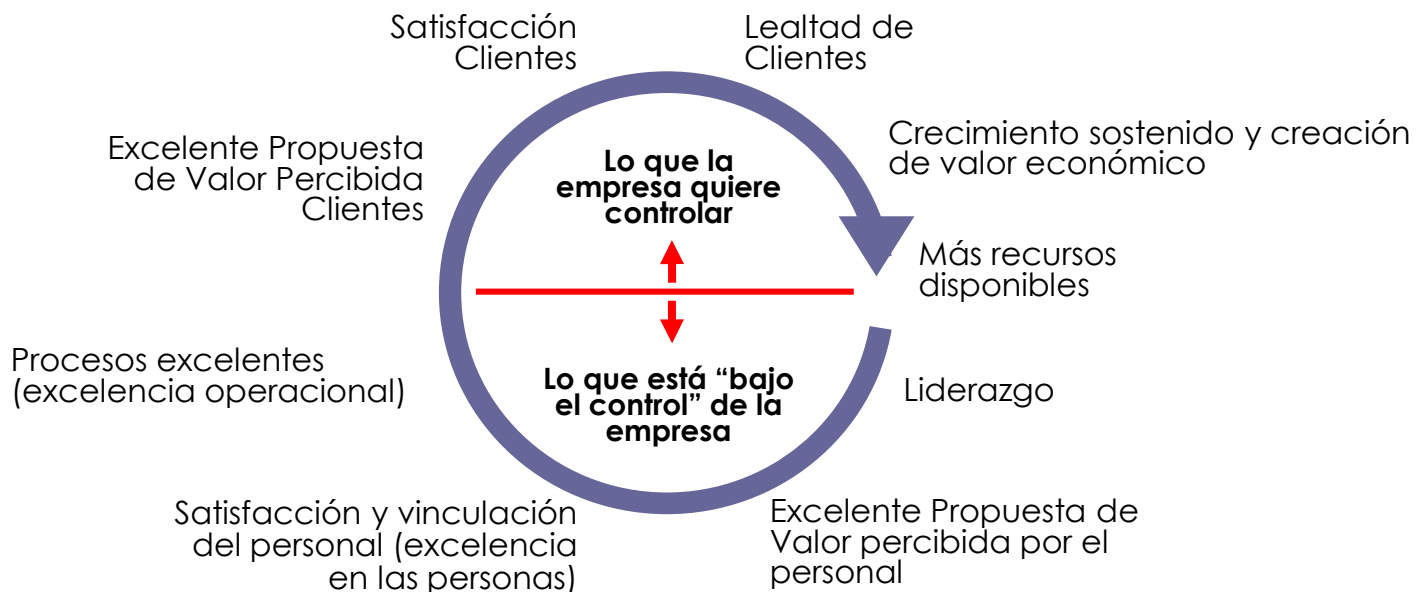 Satisfacción
Clientes
Lealtad de
Clientes
Excelente Propuesta
de Valor Percibida
Clientes
Lo que la
empresa quiere
controlar
Crecimiento sostenido y creación
de valor económico
Más recursos
disponibles
Procesos excelentes
(excelencia operacional)
Lo que está “bajo
el control” de la
empresa
Liderazgo
Satisfacción y vinculación
del personal (excelencia
en las personas)
Excelente Propuesta de
Valor percibida por el
personal